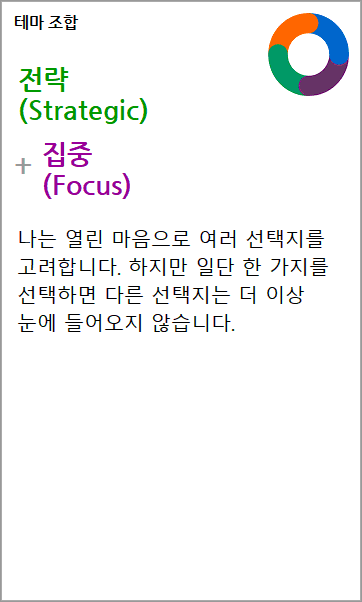 테마 조합
전략
(Strategic)
+ 집중
(Focus)
나는 열린 마음으로 여러 선택지를
고려합니다. 하지만 일단 한 가지를
선택하면 다른 선택지는 더 이상
눈에 들어오지 않습니다.